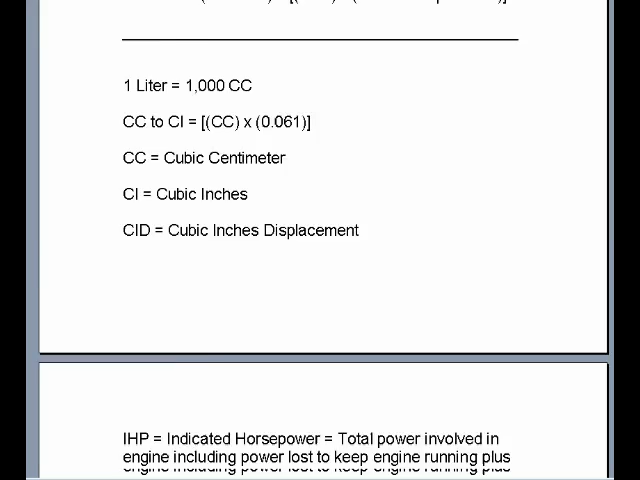 1 Liter = 1,000 CC
CC to CI = [(CC) x (0.061)]
CC = Cubic Centimeter
CI = Cubic Inches
CID = Cubic Inches Displacement
IHP = Indicated Horsepower = Total power involved in
engine including power lost to keep engine running plus